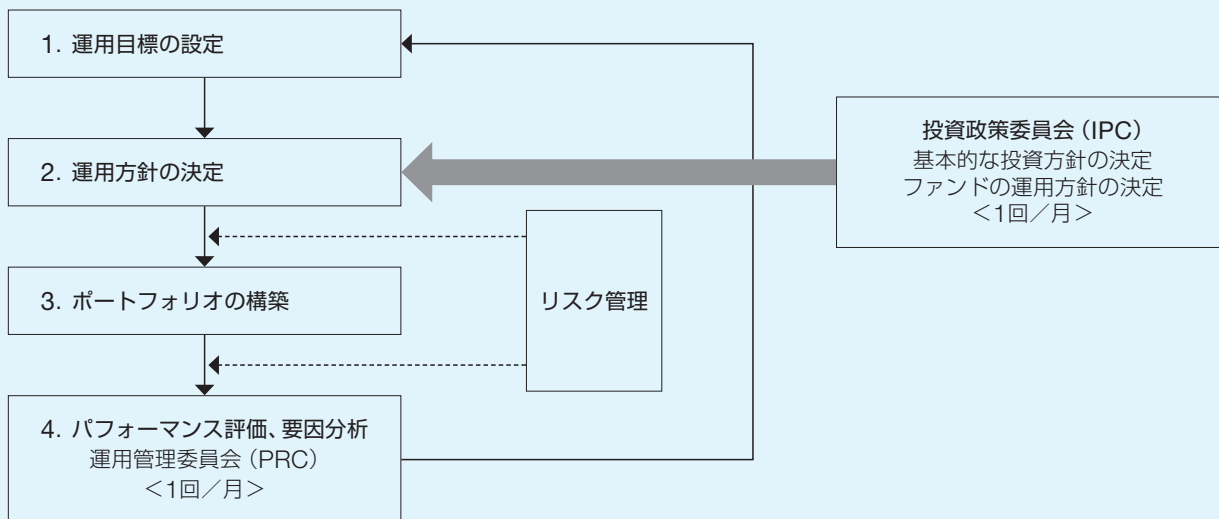 1. 運用目標の設定
2. 運用方針の決定
投資政策委員会（IPC）
基本的な投資方針の決定
ファンドの運用方針の決定
＜1回／月＞
3. ポートフォリオの構築
リスク管理
4. パフォーマンス評価、要因分析
運用管理委員会（PRC）
＜1回／月＞